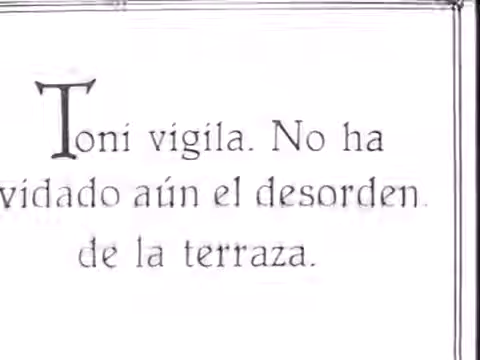 Toni vigila. No ha
vidado aún el desorden
de la terraza.